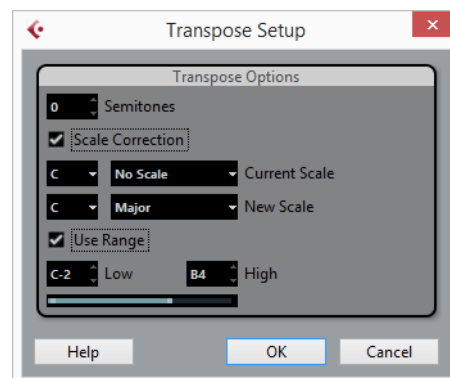 Transpose Setup
Transpose Options
0 Semitones
Scale Correction
C No Scale Current Scale
C Major New Scale
Use Range
C-2 Low B4 High
Help OK Cancel